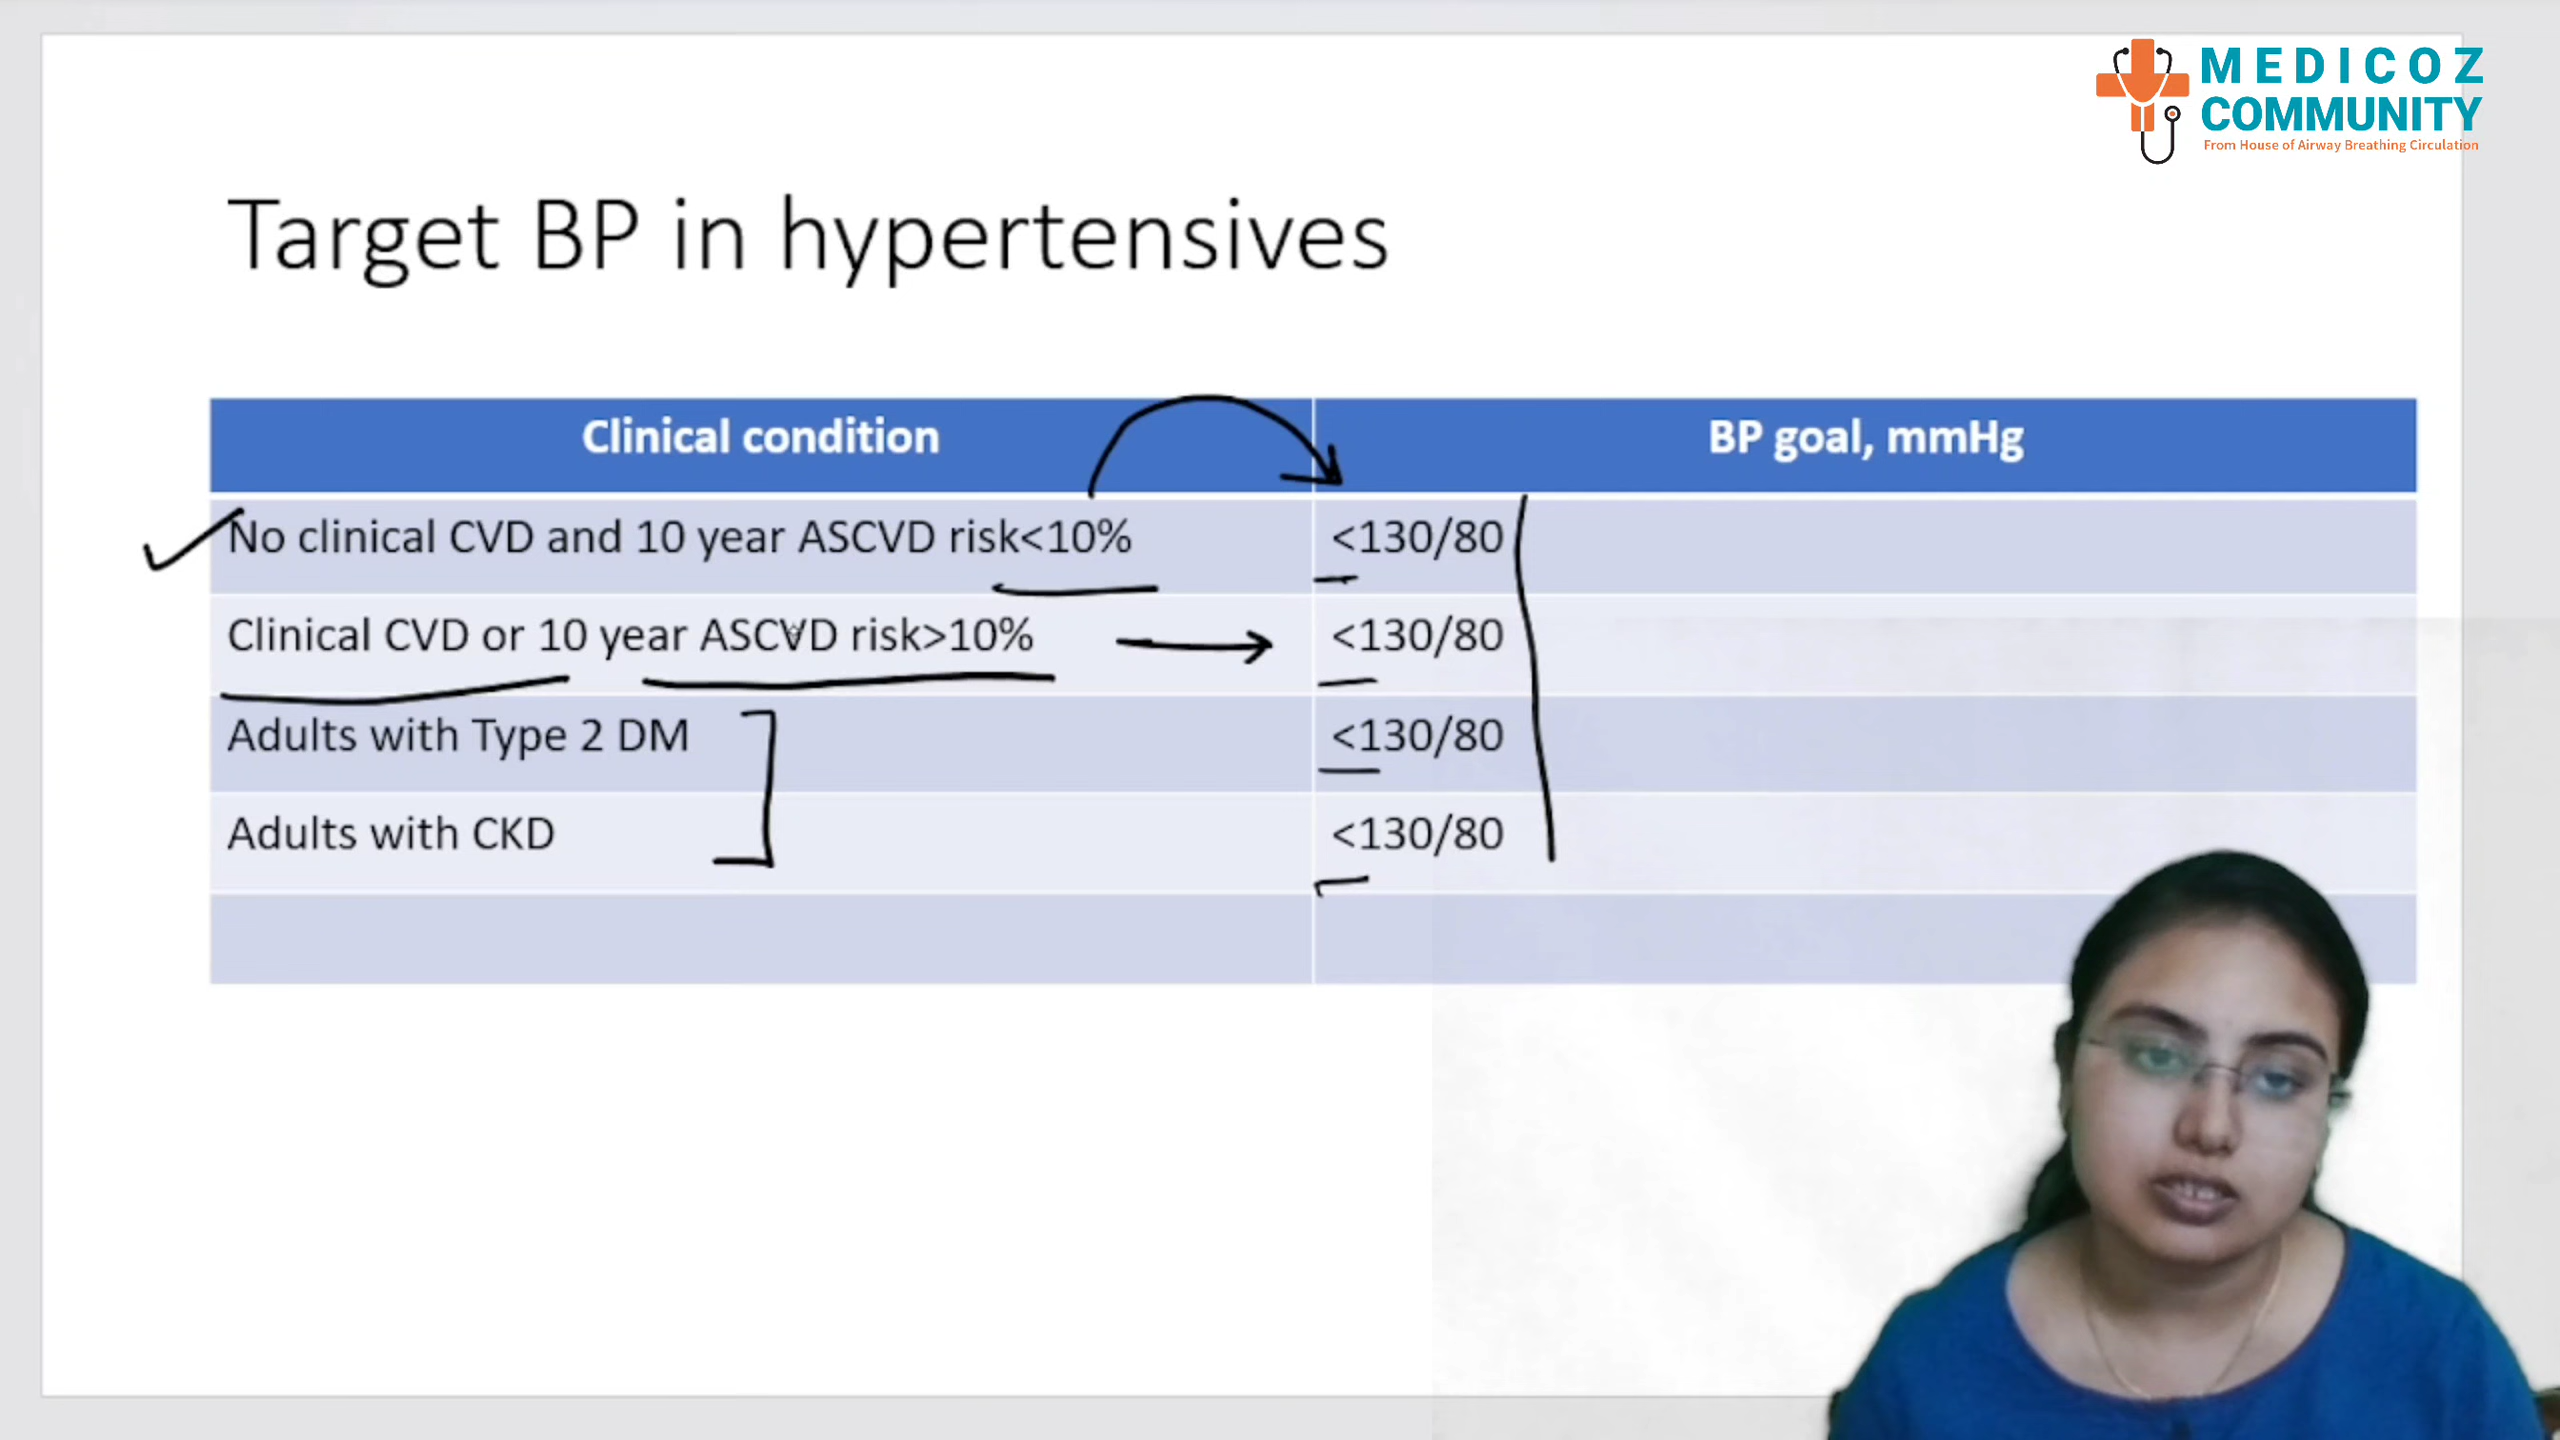 MEDICOZ
COMMUNITY
From House of Airway Breathing Circulation
Target BP in hypertensives
Clinical condition BP goal, mmHg
No clinical CVD and 10 year ASCVD risk<10% <130/80
Clinical CVD or 10 year ASCVD risk>10% <130/80
Adults with Type 2 DM <130/80
Adults with CKD <130/80